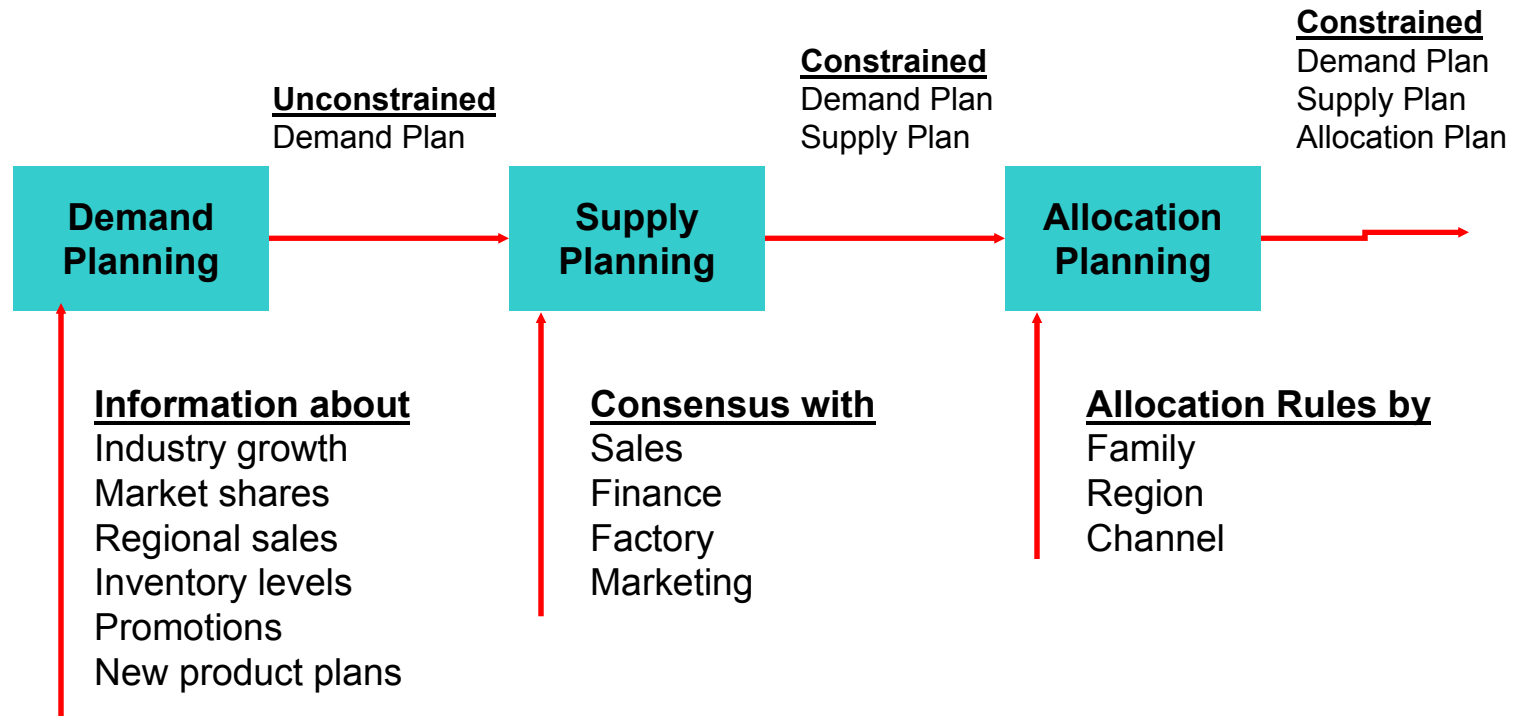 Unconstrained
Demand Plan
Constrained
Demand Plan
Supply Plan
Constrained
Demand Plan
Supply Plan
Allocation Plan
Demand
Planning
Supply
Planning
Allocation
Planning
Information about
Industry growth
Market shares
Regional sales
Inventory levels
Promotions
New product plans
Consensus with
Sales
Finance
Factory
Marketing
Allocation Rules by
Family
Region
Channel